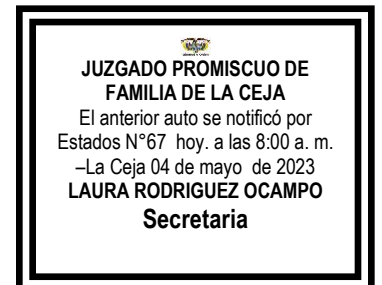 JUZGADO PROMISCUO DE
FAMILIA DE LA CEJA
El anterior auto se notificó por
Estados N°67 hoy. a las 8:00 a. m.
–La Ceja 04 de mayo de 2023
LAURA RODRIGUEZ OCAMPO
Secretaria